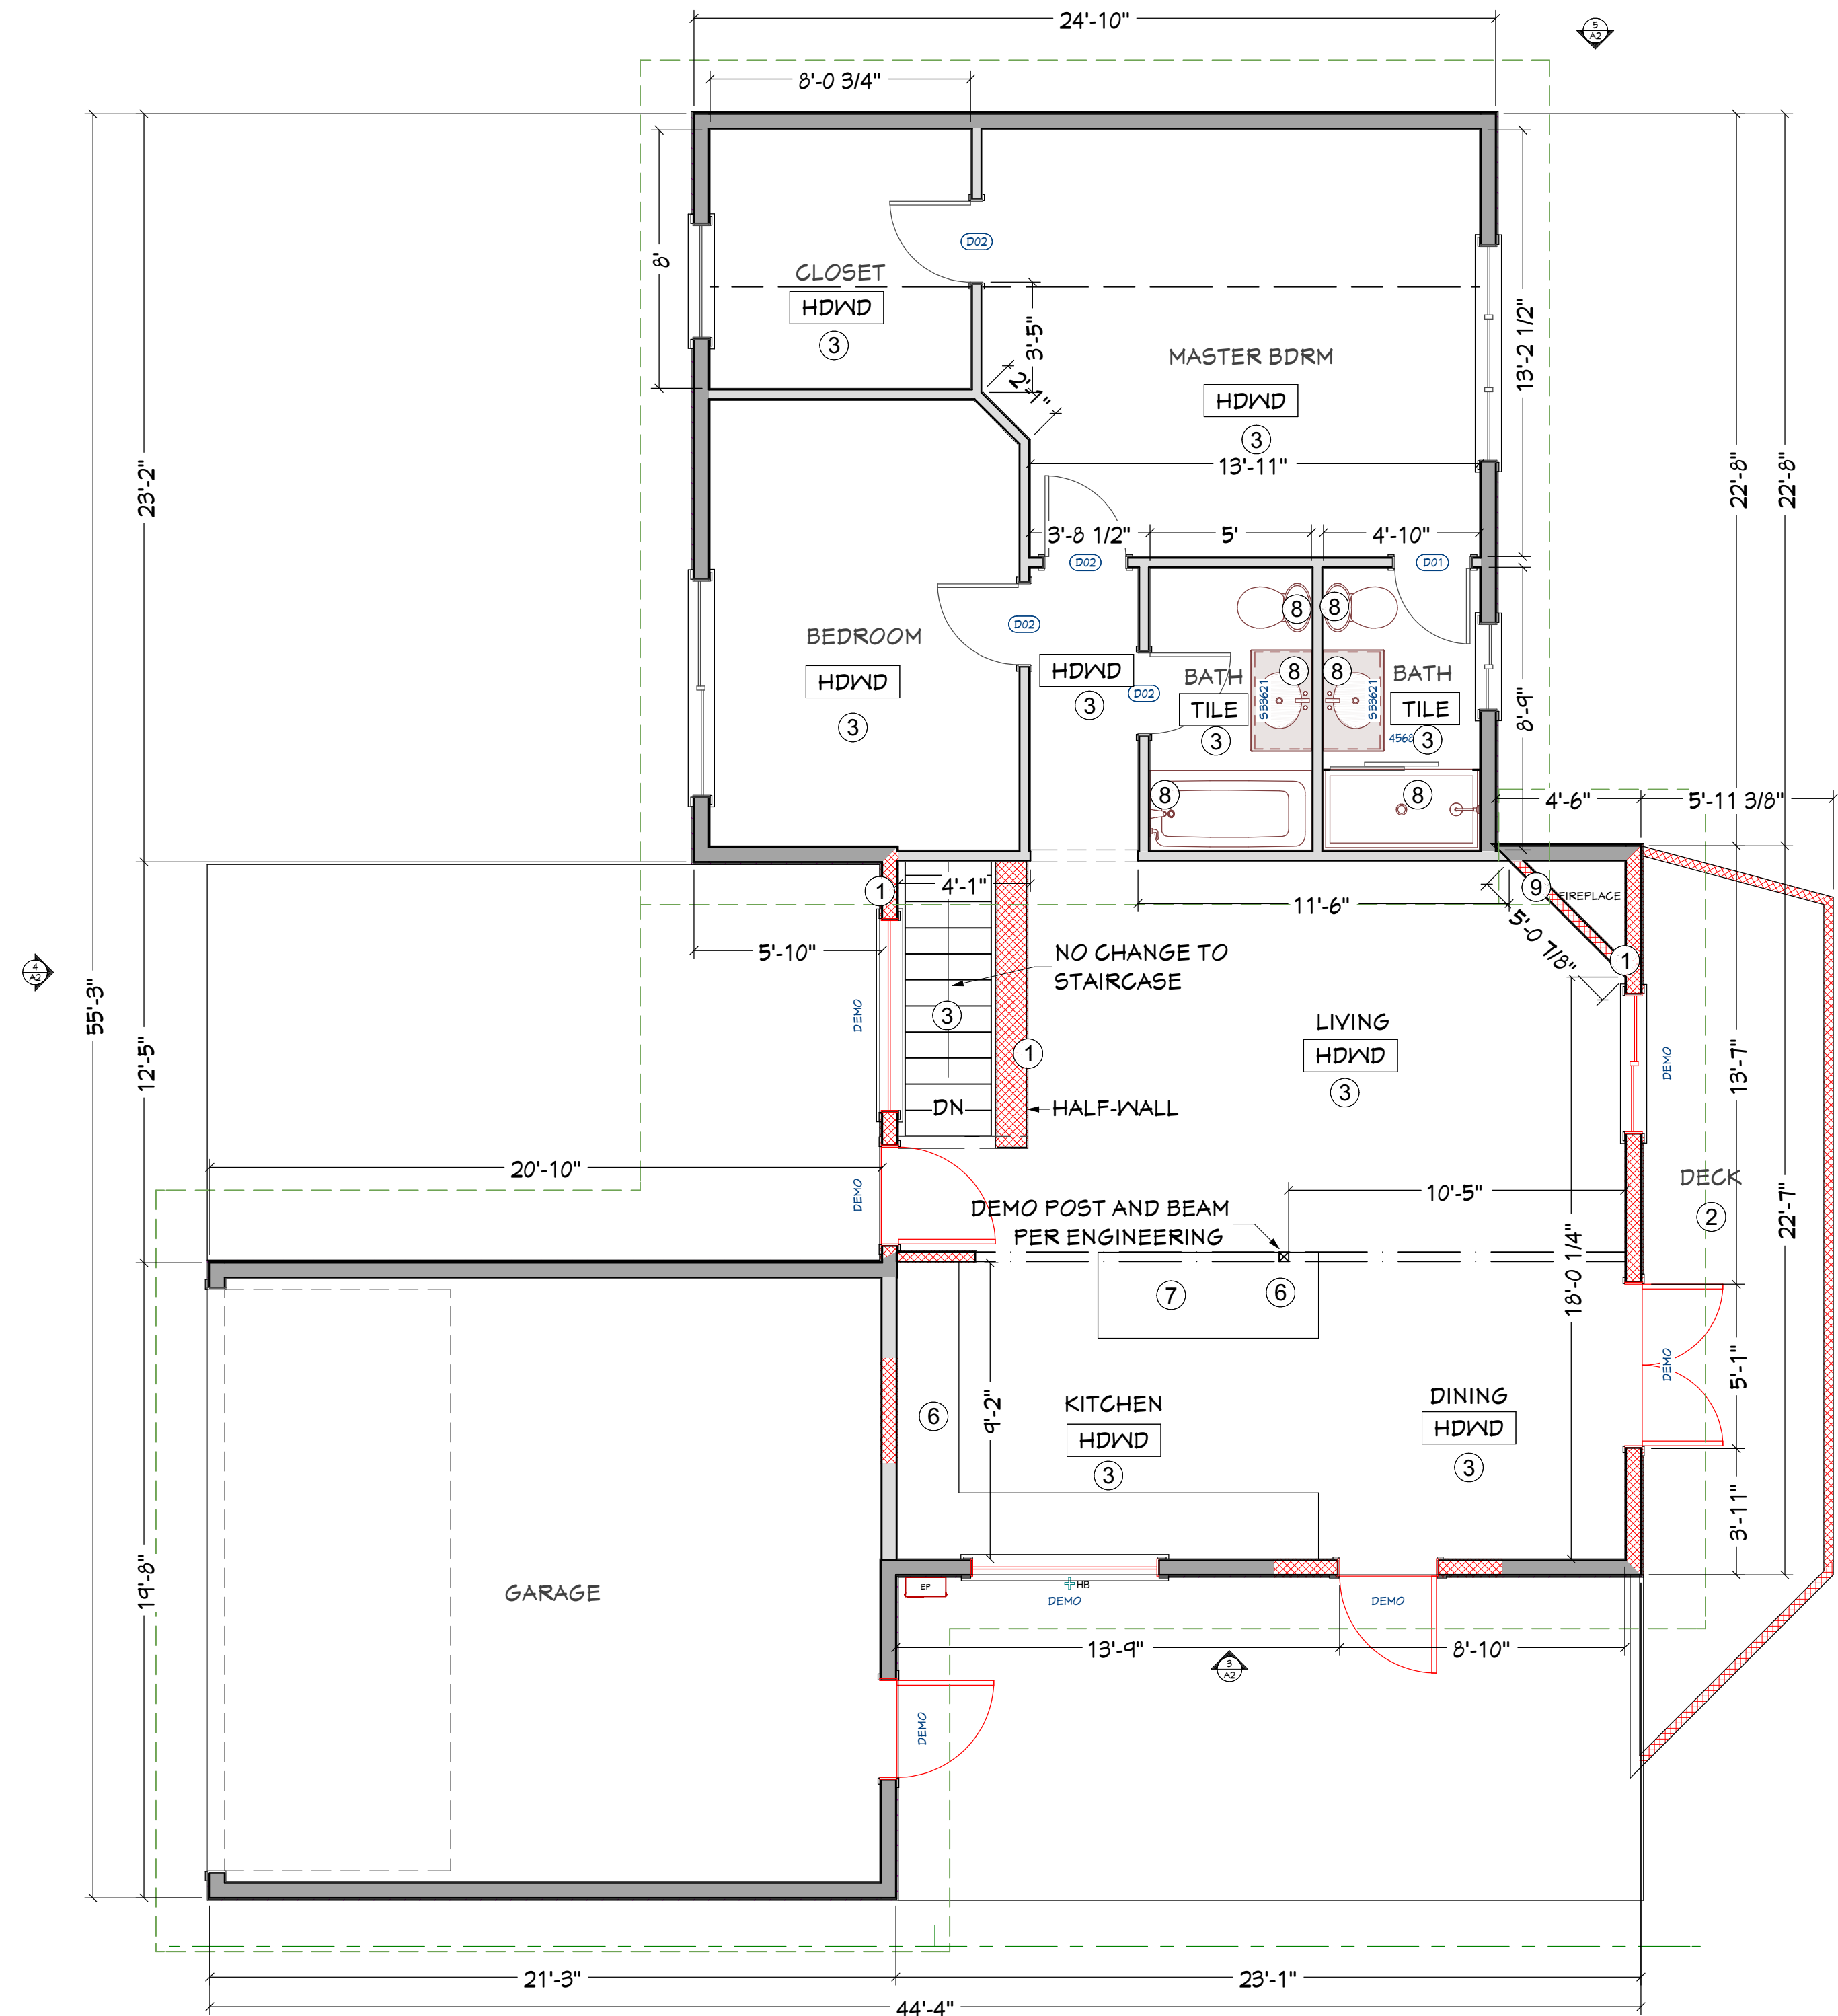 24'-10"
5
A2
8'-0 3/4"
8'
D02
CLOSET
HDWD
3
3'-5"
2'-1"
MASTER BDRM
HDWD
3
13'-2 1/2"
13'-11"
23'-2"
22'-8"
22'-8"
3'-8 1/2"
5'
4'-10"
D02
D01
8
8
D02
BEDROOM
HDWD
3
HDWD
3
D02
BATH
TILE
3
8
SB3621
8
SB3621
BATH
TILE
4568
3
8'-9"
8
8
4'-6"
5'-11 3/8"
1
4'-1"
11'-6"
9
FIREPLACE
5'-0 7/8"
1
5'-10"
NO CHANGE TO
STAIRCASE
4
A2
55'-3"
12'-5"
DEMO
3
LIVING
HDWD
3
1
DEMO
13'-7"
DN
HALF-WALL
20'-10"
DEMO
10'-5"
DECK
2
DEMO POST AND BEAM
PER ENGINEERING
22'-7"
18'-0 1/4"
7
6
DEMO
5'-1"
6
9'-2"
KITCHEN
HDWD
3
DINING
HDWD
3
3'-11"
19'-8"
GARAGE
EP
HB
DEMO
DEMO
13'-9"
8'-10"
3
A2
DEMO
21'-3"
23'-1"
44'-4"